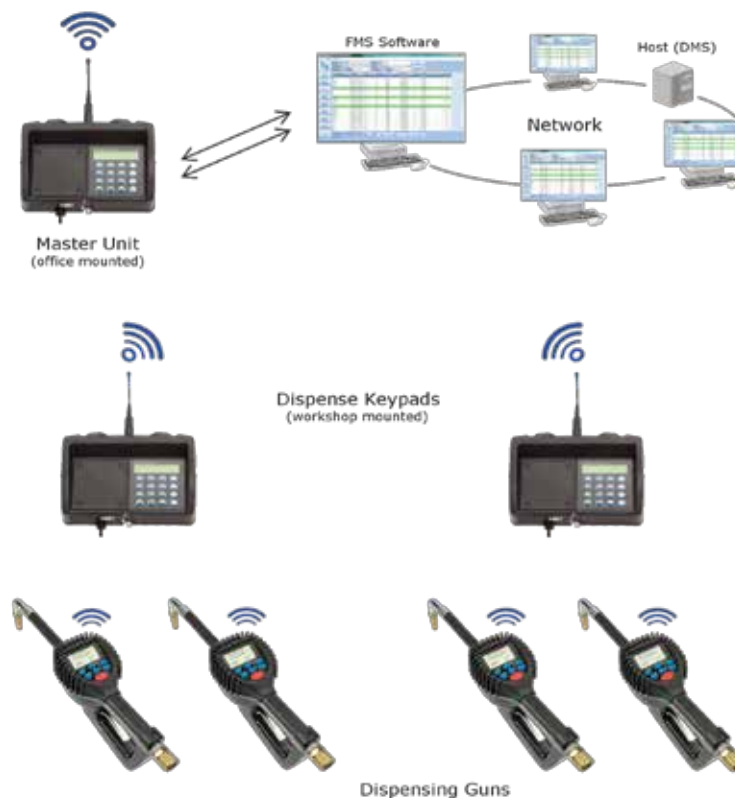 FMS Software
Host (DMS)
Network
Master Unit
(office mounted)
Dispense Keypads
(workshop mounted)
Dispensing Guns